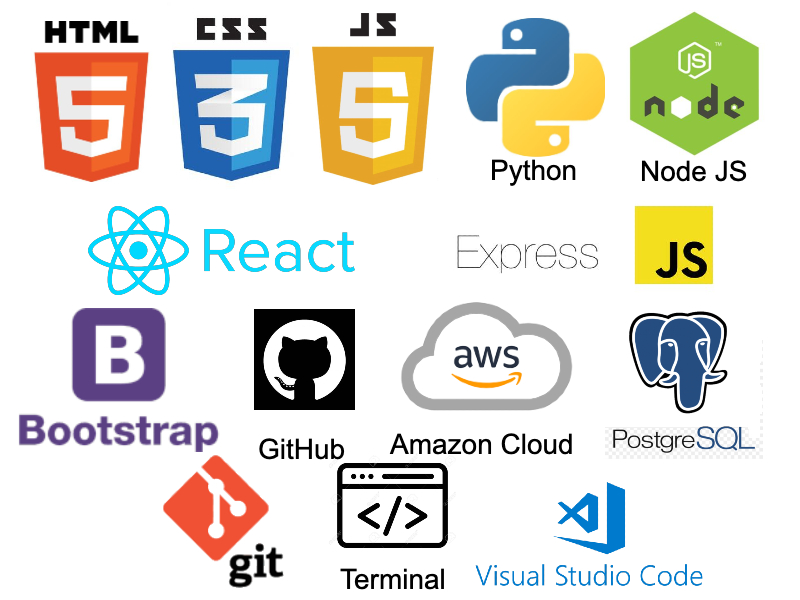 HTML
CSS
JS
5
3
5
Python
JS
TM
node
Node JS
React
Express
JS
B
Bootstrap
GitHub
aws
Amazon Cloud
PostgreSQL
git
</>
Terminal
Visual Studio Code